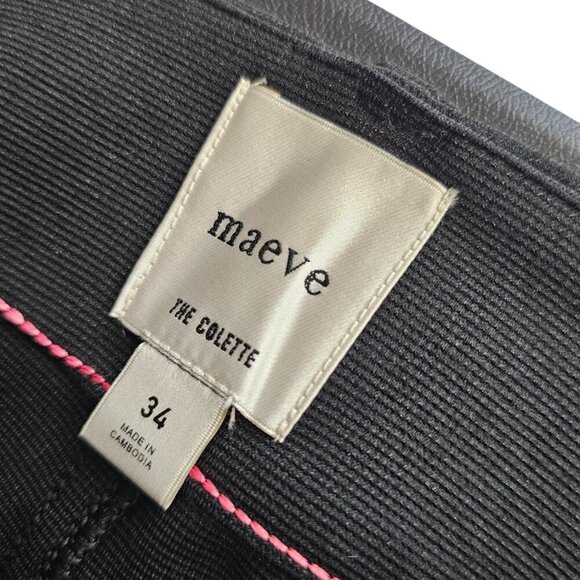 maeve
THE COLETTE
34
MADE IN
CAMBODIA